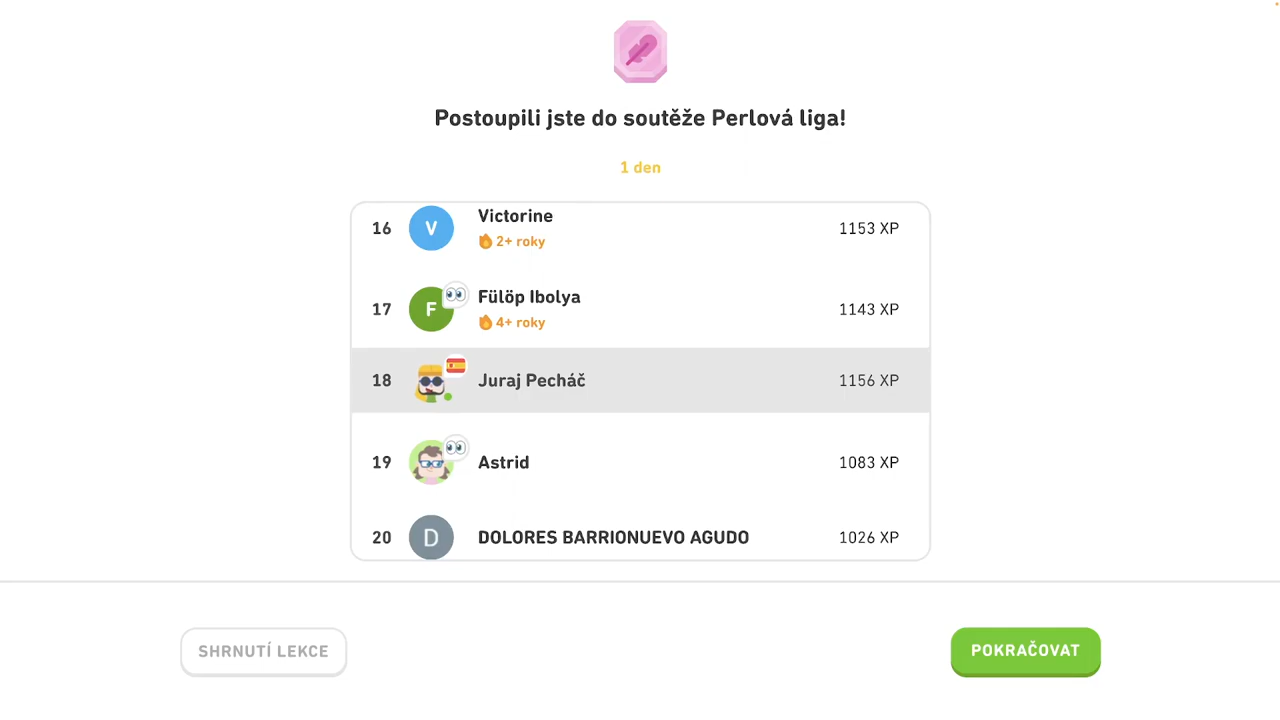 Postoupili jste do soutěže Perlová liga!
1 den
16 V Victorine 1153 XP
2+ roky
17 F Fülöp Ibolya 1143 XP
4+ roky
18 Juraj Pecháč 1156 XP
19 Astrid 1083 XP
20 D DOLORES BARRIONUEVO AGUDO 1026 XP
SHRNUTÍ LEKCE POKRAČOVAT